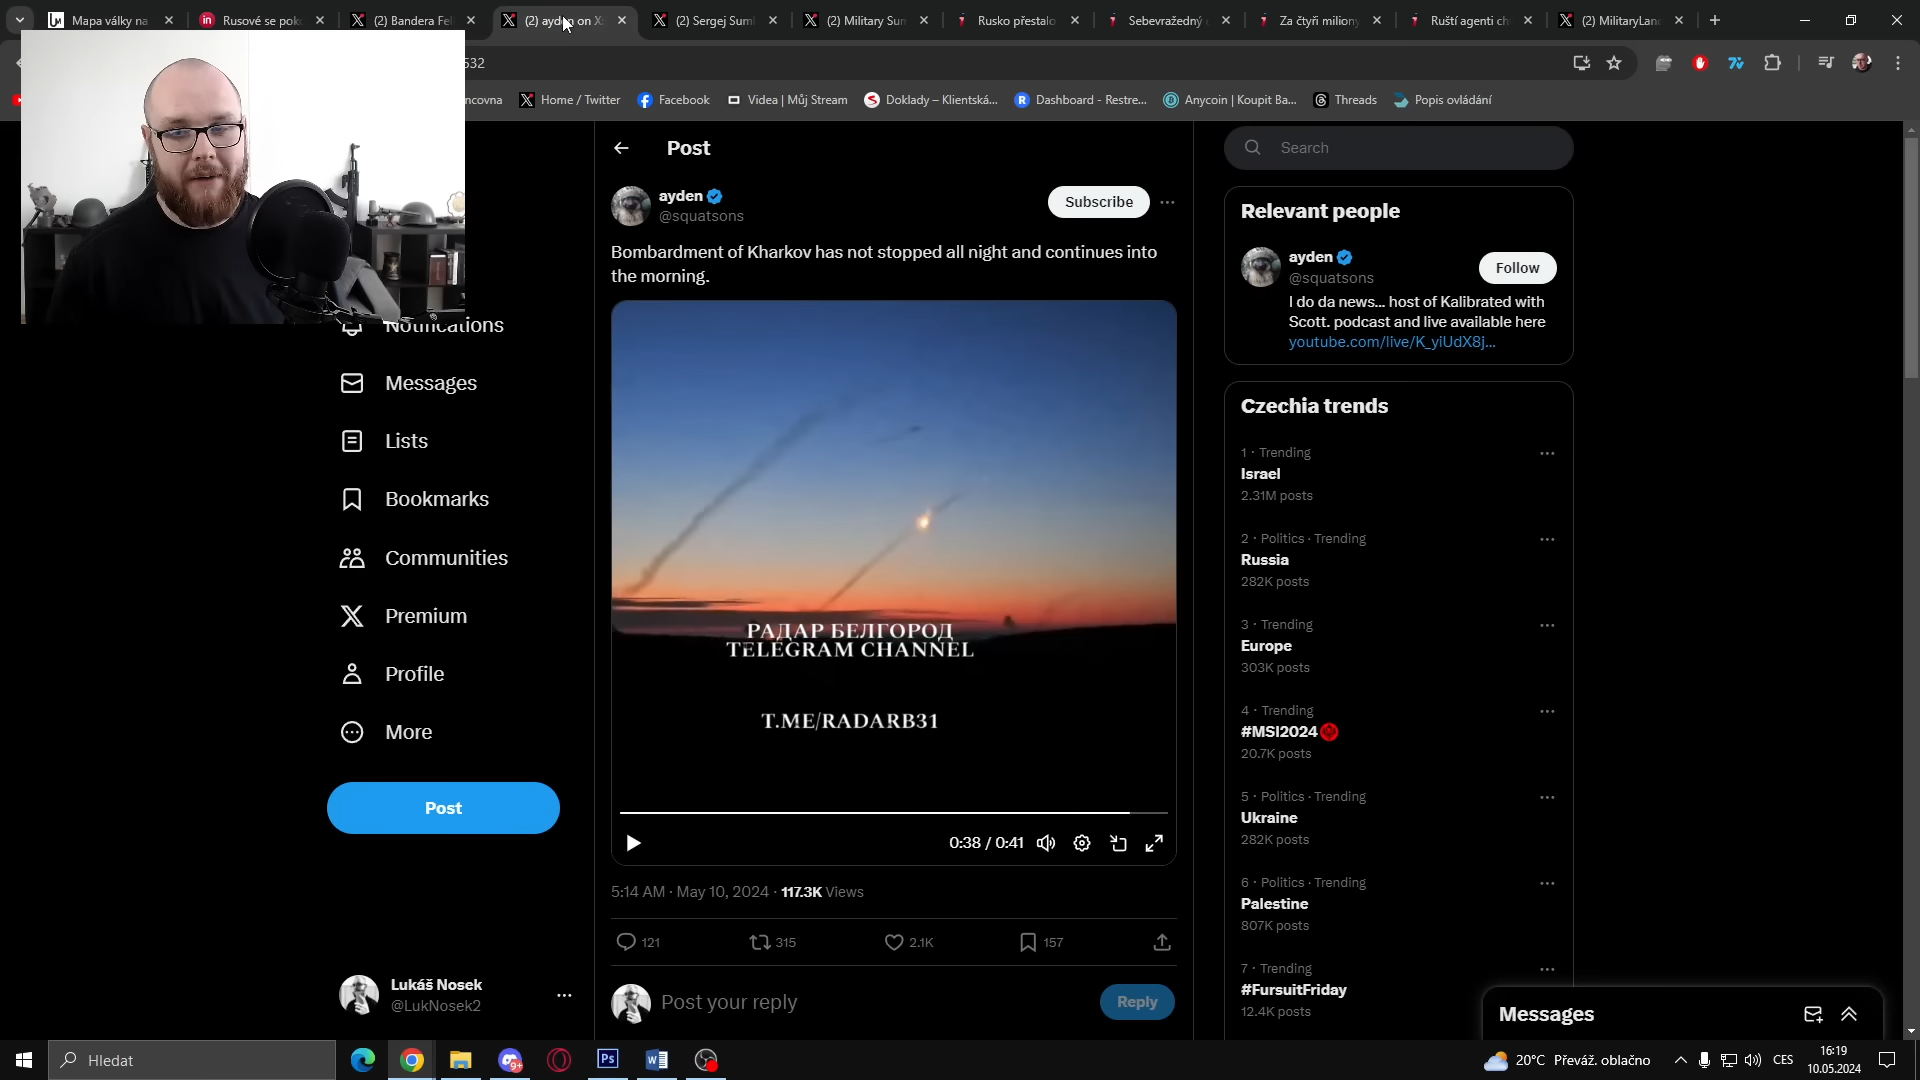 Mapa války na
Rusové se pok
(2) Bandera Fel
(2) ayden on X:
(2) Sergej Suml
(2) Military Sum
Rusko přestalo
Sebevražedný
Za čtyři miliony
Ruští agenti ch
(2) MilitaryLan
532
ncovna
Home / Twitter
Facebook
Videa | Můj Stream
Doklady – Klientská...
Dashboard - Restre...
Anycoin | Koupit Ba...
Threads
Popis ovládání
Post
Search
ayden
@squatsons
Subscribe
Bombardment of Kharkov has not stopped all night and continues into
the morning.
РАДАР БЕЛГОРОД
TELEGRAM CHANNEL
T.ME/RADARB31
0:38 / 0:41
5:14 AM · May 10, 2024 · 117.3K Views
121
315
2.1K
157
Post your reply
Reply
Notifications
Messages
Lists
Bookmarks
Communities
Premium
Profile
More
Post
Lukáš Nosek
@LukNosek2
Relevant people
ayden
@squatsons
Follow
I do da news... host of Kalibrated with
Scott. podcast and live available here
youtube.com/live/K_yiUdX8j...
Czechia trends
1 · Trending
Israel
2.31M posts
2 · Politics · Trending
Russia
282K posts
3 · Trending
Europe
303K posts
4 · Trending
#MSI2024
20.7K posts
5 · Politics · Trending
Ukraine
282K posts
6 · Politics · Trending
Palestine
807K posts
7 · Trending
#FursuitFriday
12.4K posts
Messages
Hledat
9+
Ps
20°C Převáž. oblačno
CES
16:19
10.05.2024